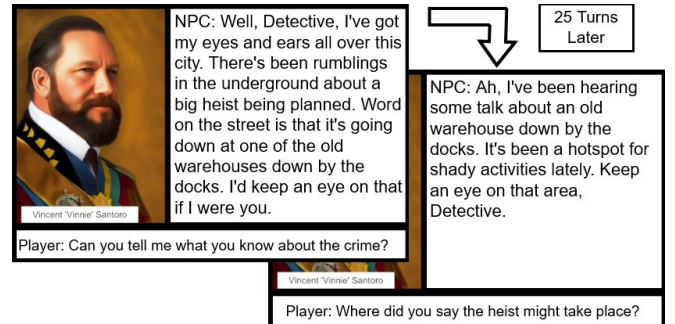 NPC: Well, Detective, I've got
my eyes and ears all over this
city. There's been rumblings
in the underground about a
big heist being planned. Word
on the street is that it's going
down at one of the old
warehouses down by the
docks. I'd keep an eye on that
if I were you.
Vincent 'Vinnie' Santoro
Player: Can you tell me what you know about the crime?
25 Turns
Later
NPC: Ah, I've been hearing
some talk about an old
warehouse down by the
docks. It's been a hotspot for
shady activities lately. Keep
an eye on that area,
Detective.
Vincent 'Vinnie' Santoro
Player: Where did you say the heist might take place?